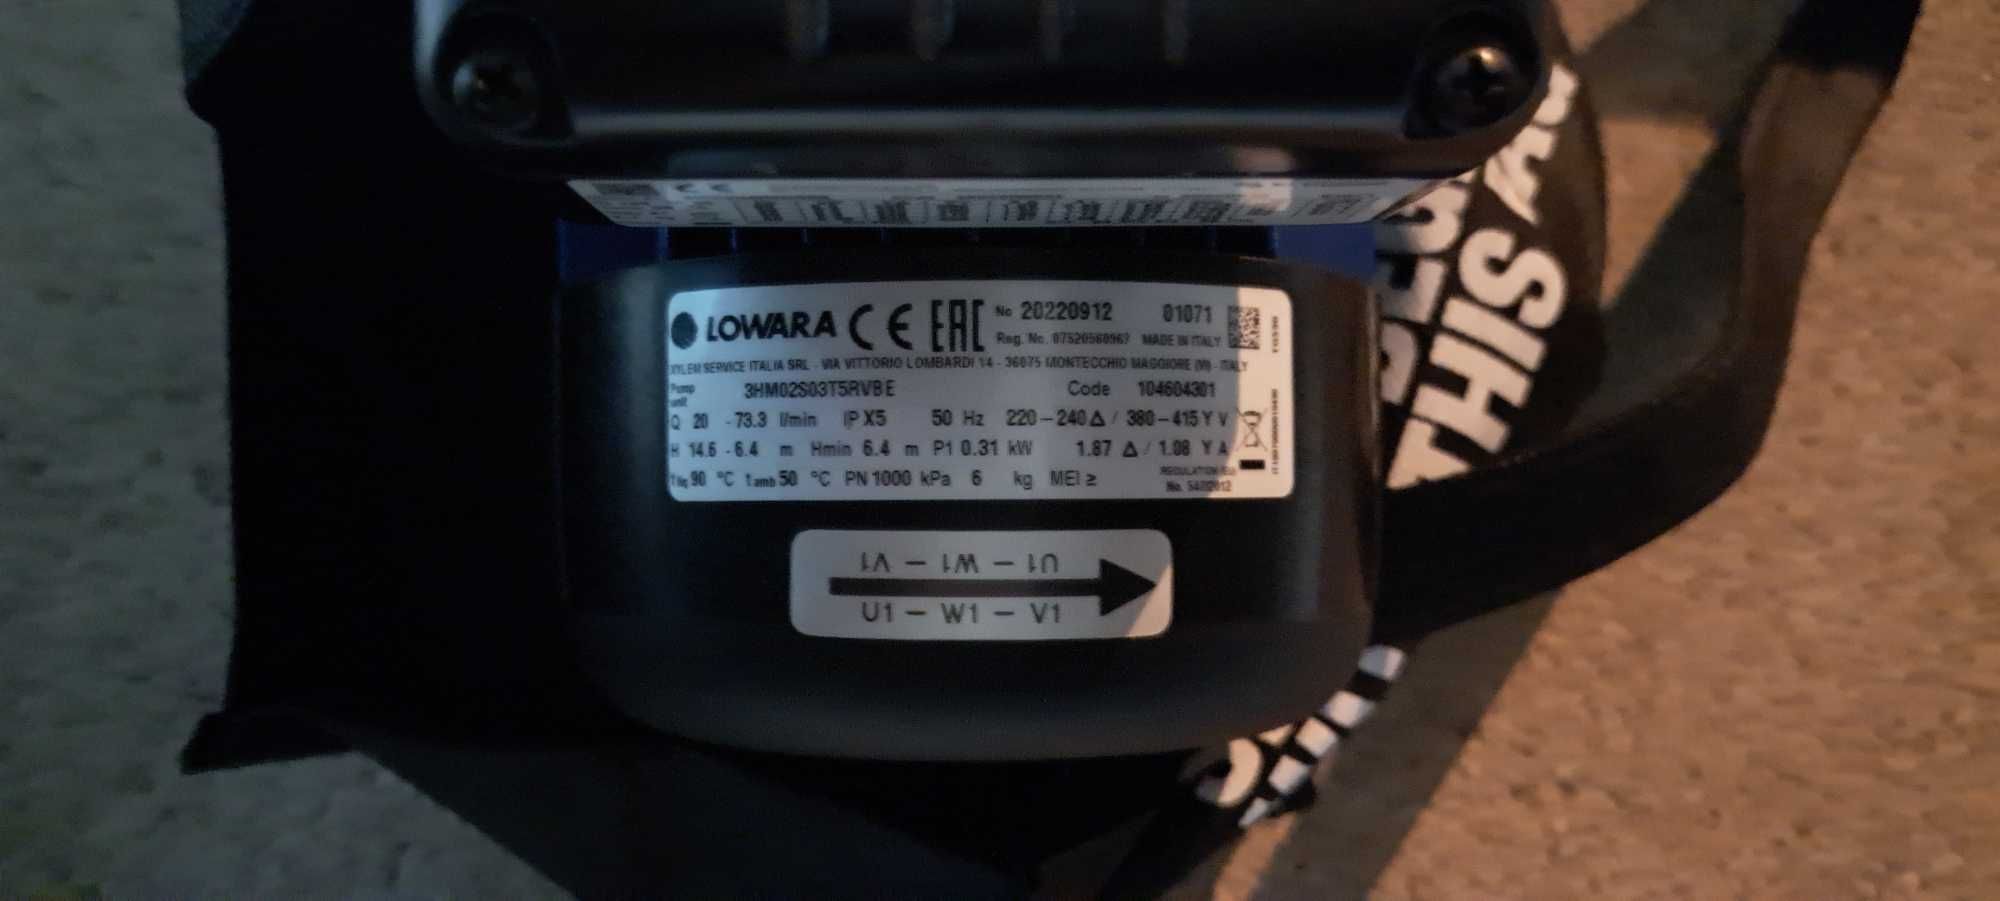 LOWARA CE EAC No 20220912 01071
Reg. No. 07520560967 MADE IN ITALY
XYLEM SERVICE ITALIA SRL - VIA VITTORIO LOMBARDI 14 - 36075 MONTECCHIO MAGGIORE (VI) - ITALY
Pump unit 3HM02S03T5RVBE Code 104604301
Q 20 - 73.3 l/min IP X5 50 Hz 220-240 Δ / 380-415 Y V
H 14.6 - 6.4 m Hmin 6.4 m P1 0.31 kW 1.87 Δ / 1.08 Y A
tliq 90 °C tamb 50 °C PN 1000 kPa 6 kg MEI ≥
REGULATION (EU) No. 547/2012
U1 - W1 - V1
U1 - W1 - V1
THIS